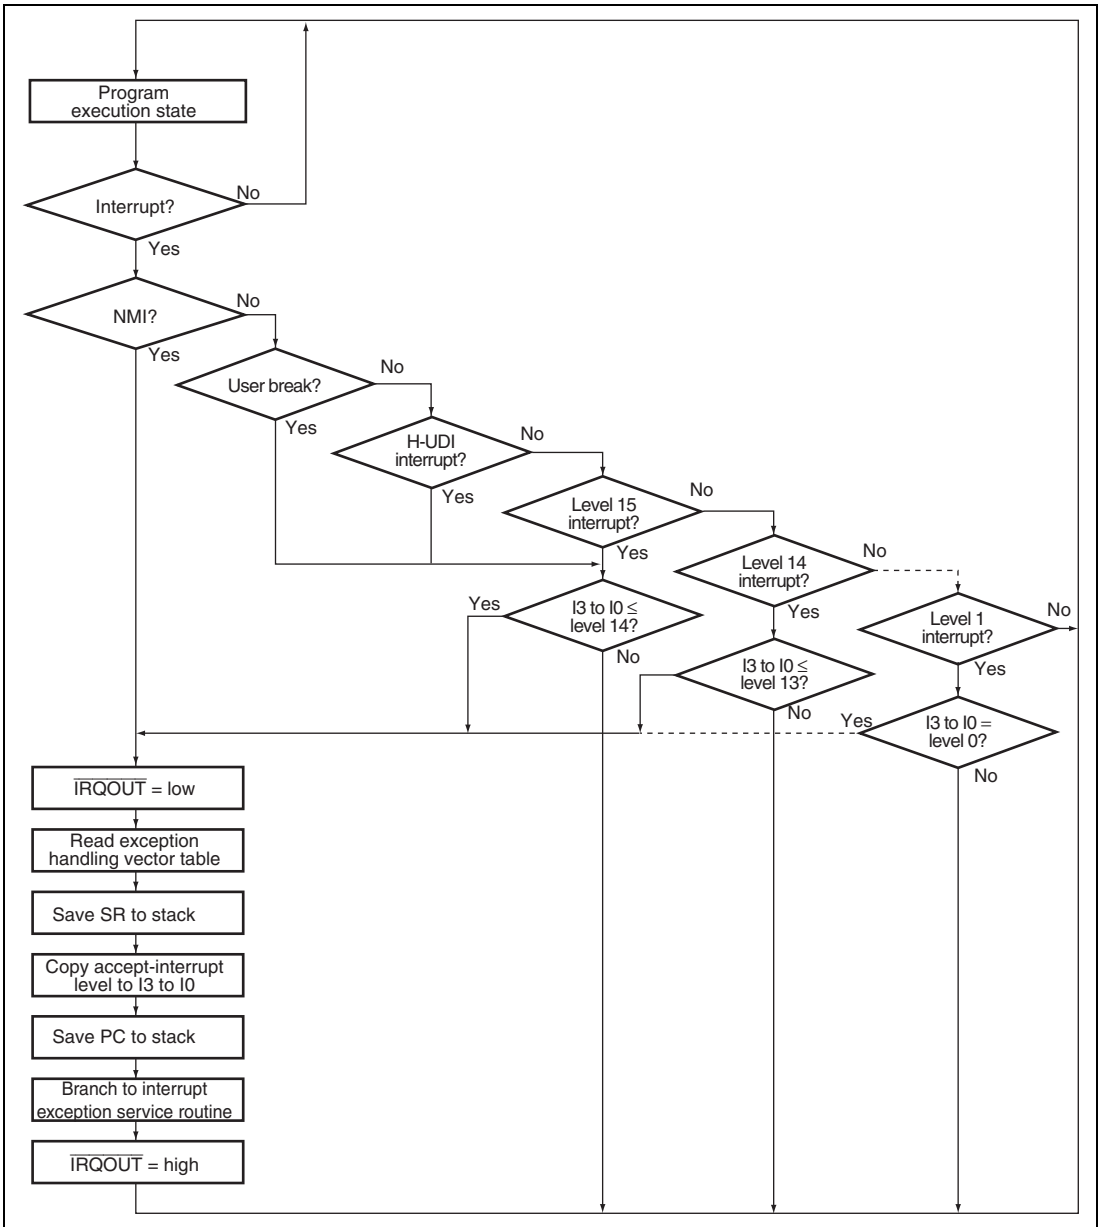 Program
execution state
Interrupt?
No
Yes
NMI?
No
Yes
User break?
No
Yes
H-UDI
interrupt?
No
Yes
Level 15
interrupt?
No
Yes
Level 14
interrupt?
No
Yes
Level 1
interrupt?
No
Yes
I3 to I0 ≤
level 14?
Yes
No
I3 to I0 ≤
level 13?
No
I3 to I0 =
level 0?
Yes
No
IRQOUT = low
Read exception
handling vector table
Save SR to stack
Copy accept-interrupt
level to I3 to I0
Save PC to stack
Branch to interrupt
exception service routine
IRQOUT = high